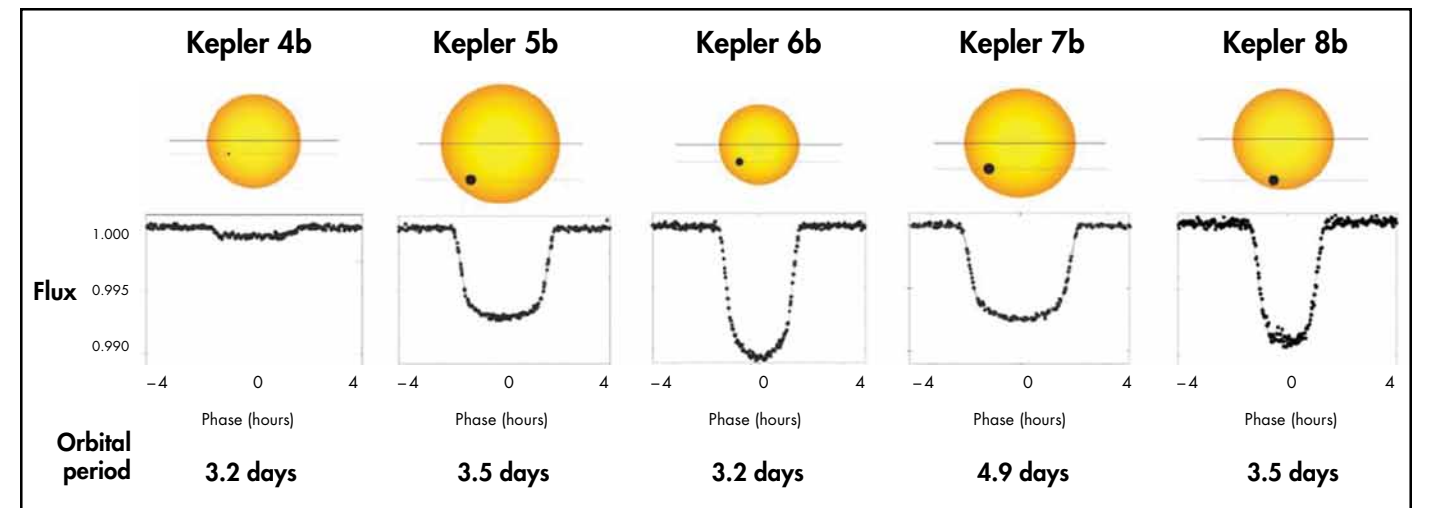 Kepler 4b Kepler 5b Kepler 6b Kepler 7b Kepler 8b
1.000
Flux 0.995
0.990
–4 0 4 –4 0 4 –4 0 4 –4 0 4 –4 0 4
Phase (hours) Phase (hours) Phase (hours) Phase (hours) Phase (hours)
Orbital
period 3.2 days 3.5 days 3.2 days 4.9 days 3.5 days